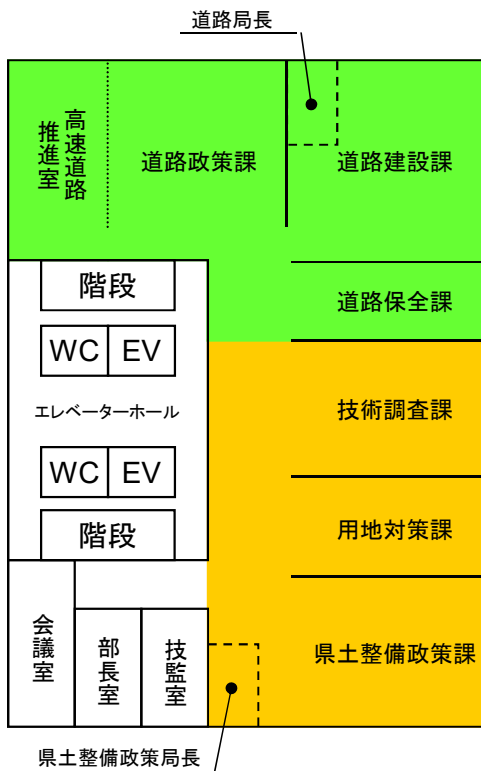 道路局長
高速道路
推進室
道路政策課
道路建設課
階段
道路保全課
WC
EV
エレベーターホール
技術調査課
WC
EV
階段
用地対策課
会議室
部長室
技監室
県土整備政策課
県土整備政策局長